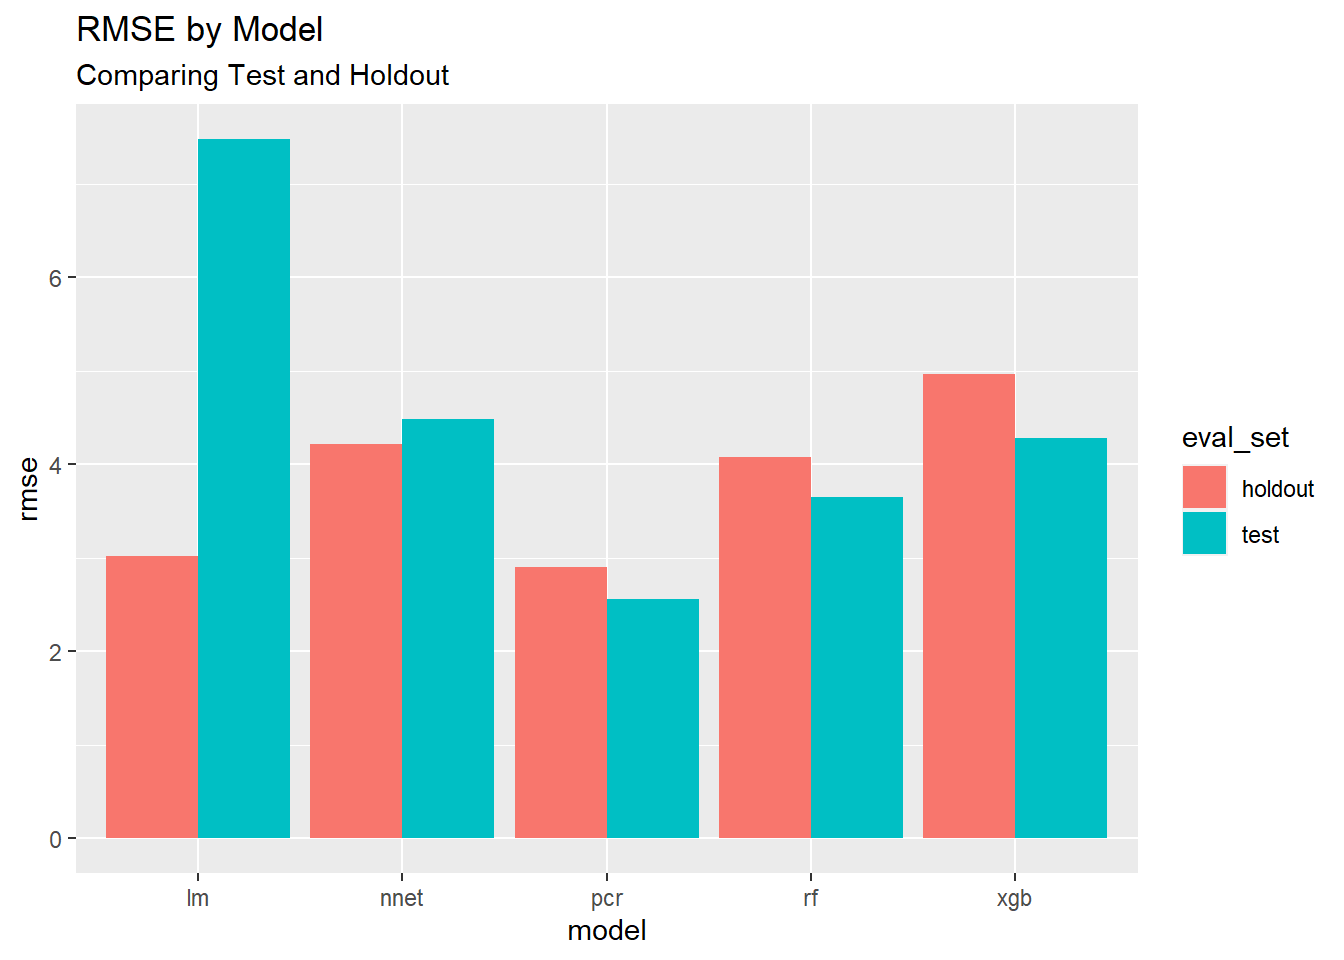 RMSE by Model
Comparing Test and Holdout
rmse
6
4
2
0
lm nnet pcr rf xgb
model
eval_set
holdout
test